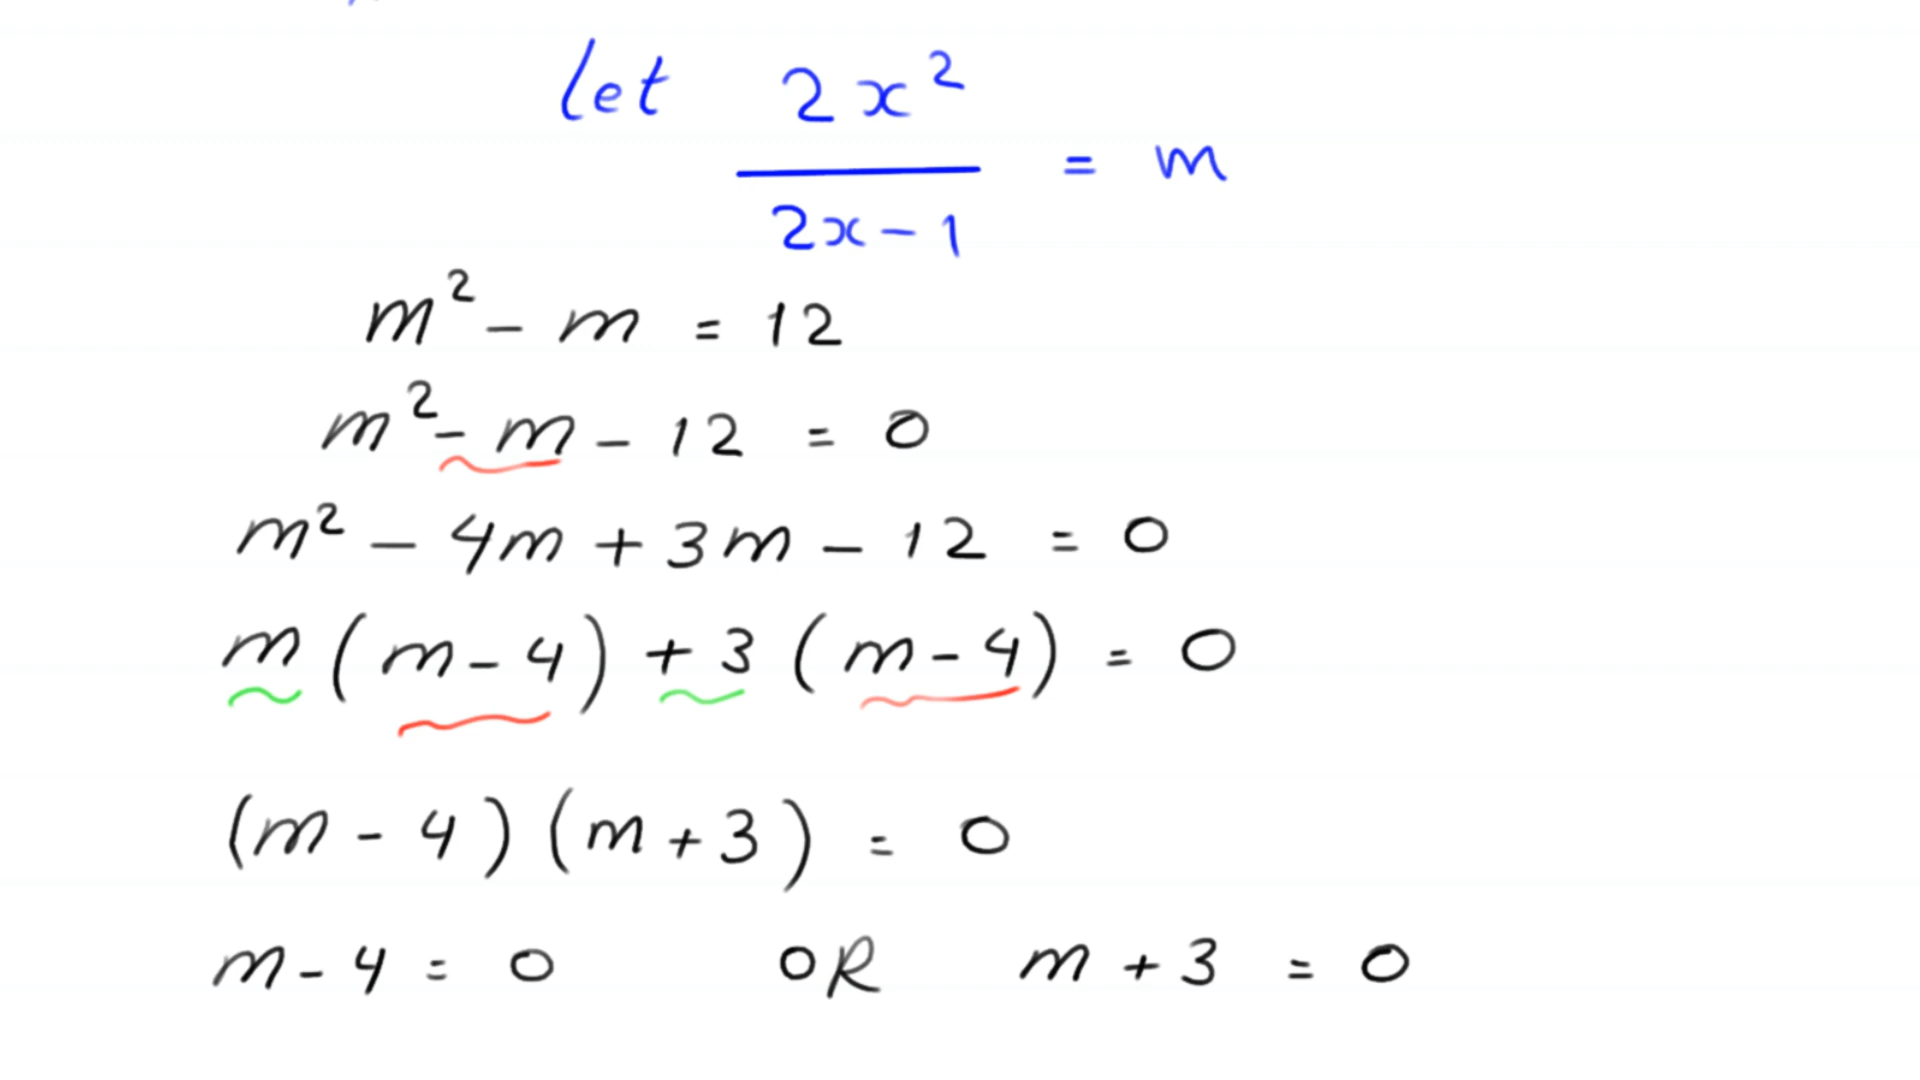 let 2x² / 2x-1 = m
m² - m = 12
m² - m - 12 = 0
m² - 4m + 3m - 12 = 0
m (m-4) + 3 (m-4) = 0
(m - 4) (m + 3) = 0
m - 4 = 0 OR m + 3 = 0